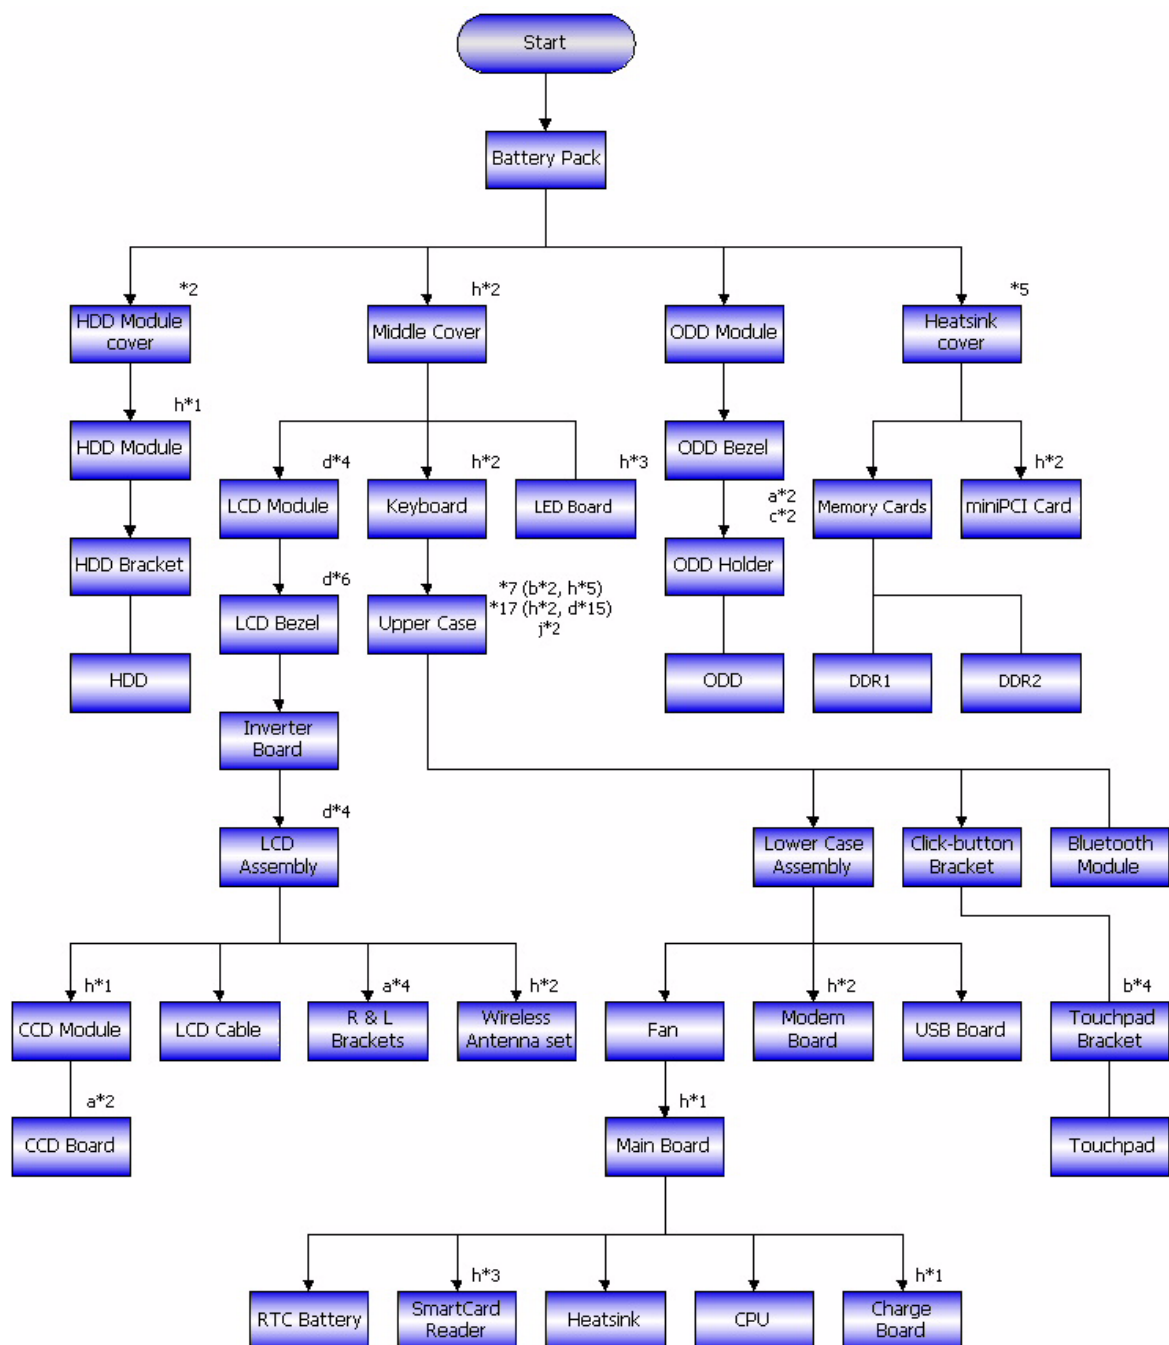 Start
Battery Pack
*2
h*2
*5
HDD Module
cover
Middle Cover
ODD Module
Heatsink
cover
h*1
HDD Module
ODD Bezel
d*4
h*2
h*3
h*2
LCD Module
Keyboard
LED Board
a*2
c*2
Memory Cards
miniPCI Card
HDD Bracket
ODD Holder
d*6
*7 (b*2, h*5)
*17 (h*2, d*15)
j*2
LCD Bezel
Upper Case
HDD
ODD
DDR1
DDR2
Inverter
Board
d*4
LCD
Assembly
Lower Case
Assembly
Click-button
Bracket
Bluetooth
Module
h*1
a*4
h*2
h*2
b*4
CCD Module
LCD Cable
R & L
Brackets
Wireless
Antenna set
Fan
Modem
Board
USB Board
Touchpad
Bracket
a*2
h*1
CCD Board
Main Board
Touchpad
h*3
h*1
RTC Battery
SmartCard
Reader
Heatsink
CPU
Charge
Board